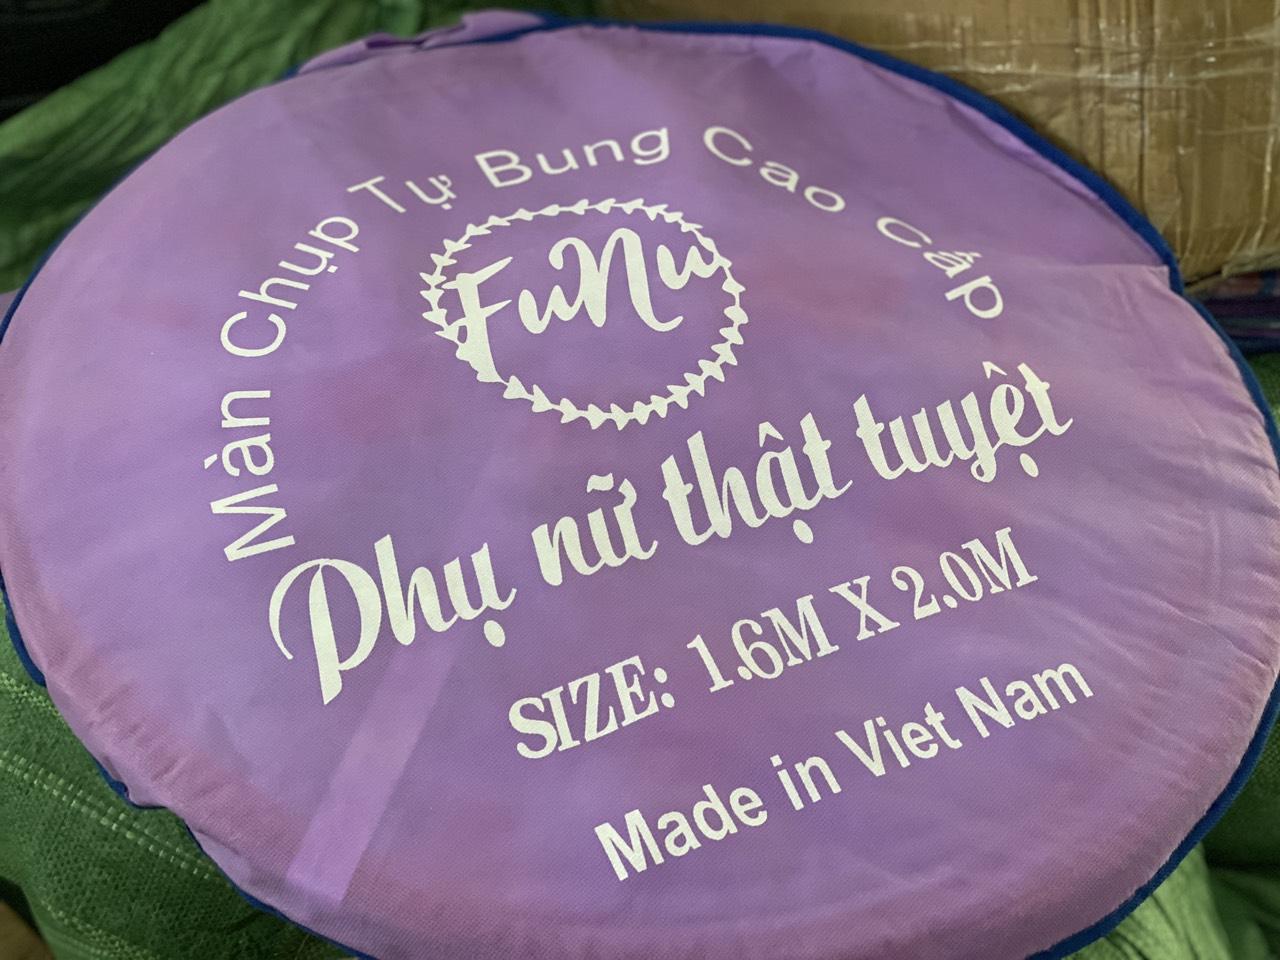 Màn Chụp Tự Bung Cao Cấp
FuNu
Phụ nữ thật tuyệt
SIZE: 1.6M X 2.0M
Made in Viet Nam